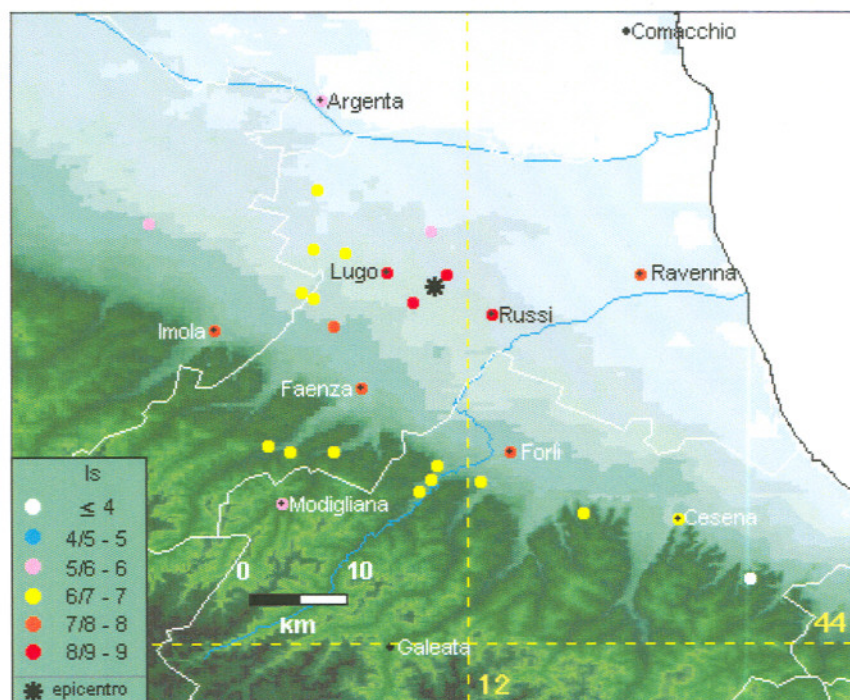 Comacchio
Argenta
Lugo
Ravenna
Russi
Imola
Faenza
Forlì
Modigliana
Cesena
Galeata
0 10
km
44
12
Is
≤ 4
4/5 - 5
5/6 - 6
6/7 - 7
7/8 - 8
8/9 - 9
epicentro